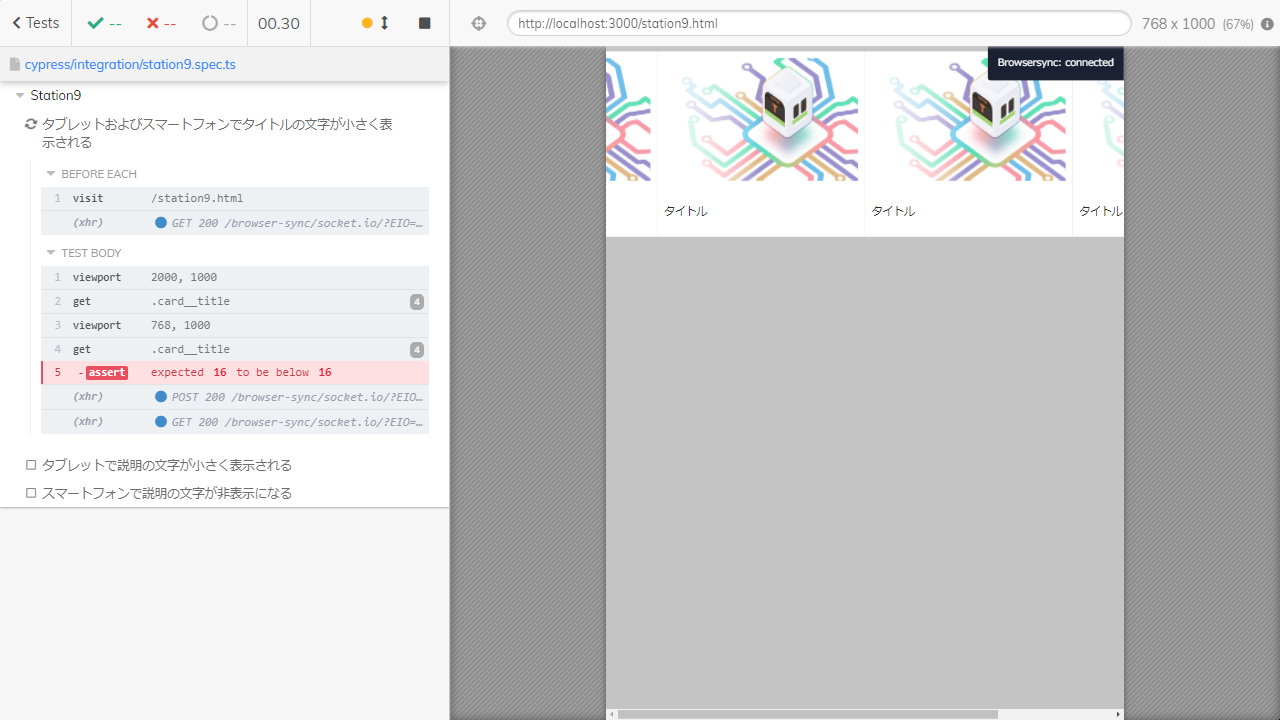 Tests
--
--
--
00.30
http://localhost:3000/station9.html
768 x 1000 (67%)
cypress/integration/station9.spec.ts
Station9
タブレットおよびスマートフォンでタイトルの文字が小さく表
示される
BEFORE EACH
1 visit /station9.html
(xhr) GET 200 /browser-sync/socket.io/?EIO=…
TEST BODY
1 viewport 2000, 1000
2 get .card__title 4
3 viewport 768, 1000
4 get .card__title 4
5 -assert expected 16 to be below 16
(xhr) POST 200 /browser-sync/socket.io/?EIO…
(xhr) GET 200 /browser-sync/socket.io/?EIO=…
タブレットで説明の文字が小さく表示される
スマートフォンで説明の文字が非表示になる
Browsersync: connected
タイトル
タイトル
タイトル